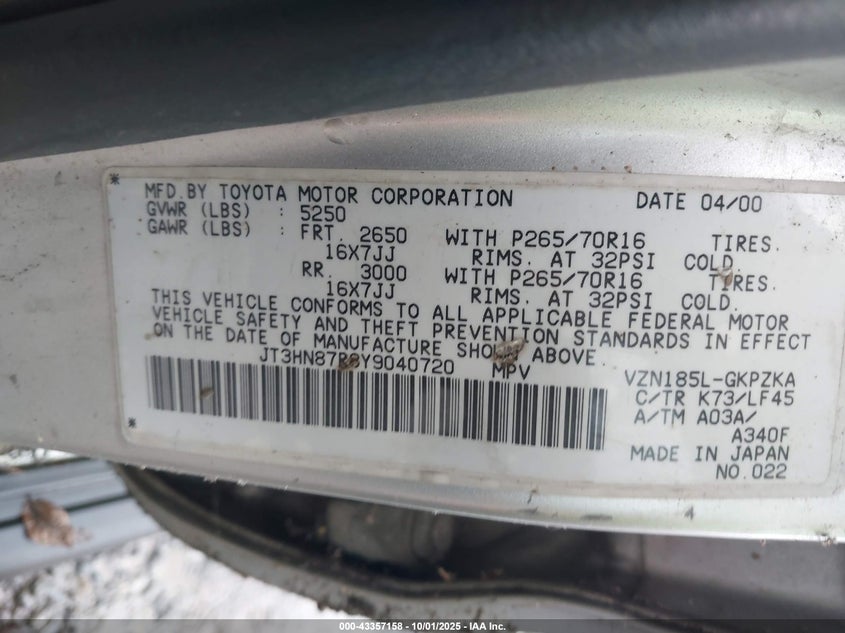 MFD.BY TOYOTA MOTOR CORPORATION DATE 04/00
GVWR (LBS) : 5250
GAWR (LBS) : FRT. 2650 WITH P265/70R16 TIRES.
16X7JJ RIMS. AT 32PSI COLD.
RR. 3000 WITH P265/70R16 TIRES.
16X7JJ RIMS. AT 32PSI COLD.
THIS VEHICLE CONFORMS TO ALL APPLICABLE FEDERAL MOTOR
VEHICLE SAFETY AND THEFT PREVENTION STANDARDS IN EFFECT
ON THE DATE OF MANUFACTURE SHOWN ABOVE.
JT3HN87R8Y9040720 MPV
VZN185L-GKPZKA
C/TR K73/LF45
A/TM A03A/
A340F
MADE IN JAPAN
NO.022
000-43357158 - 10/01/2025 - IAA Inc.